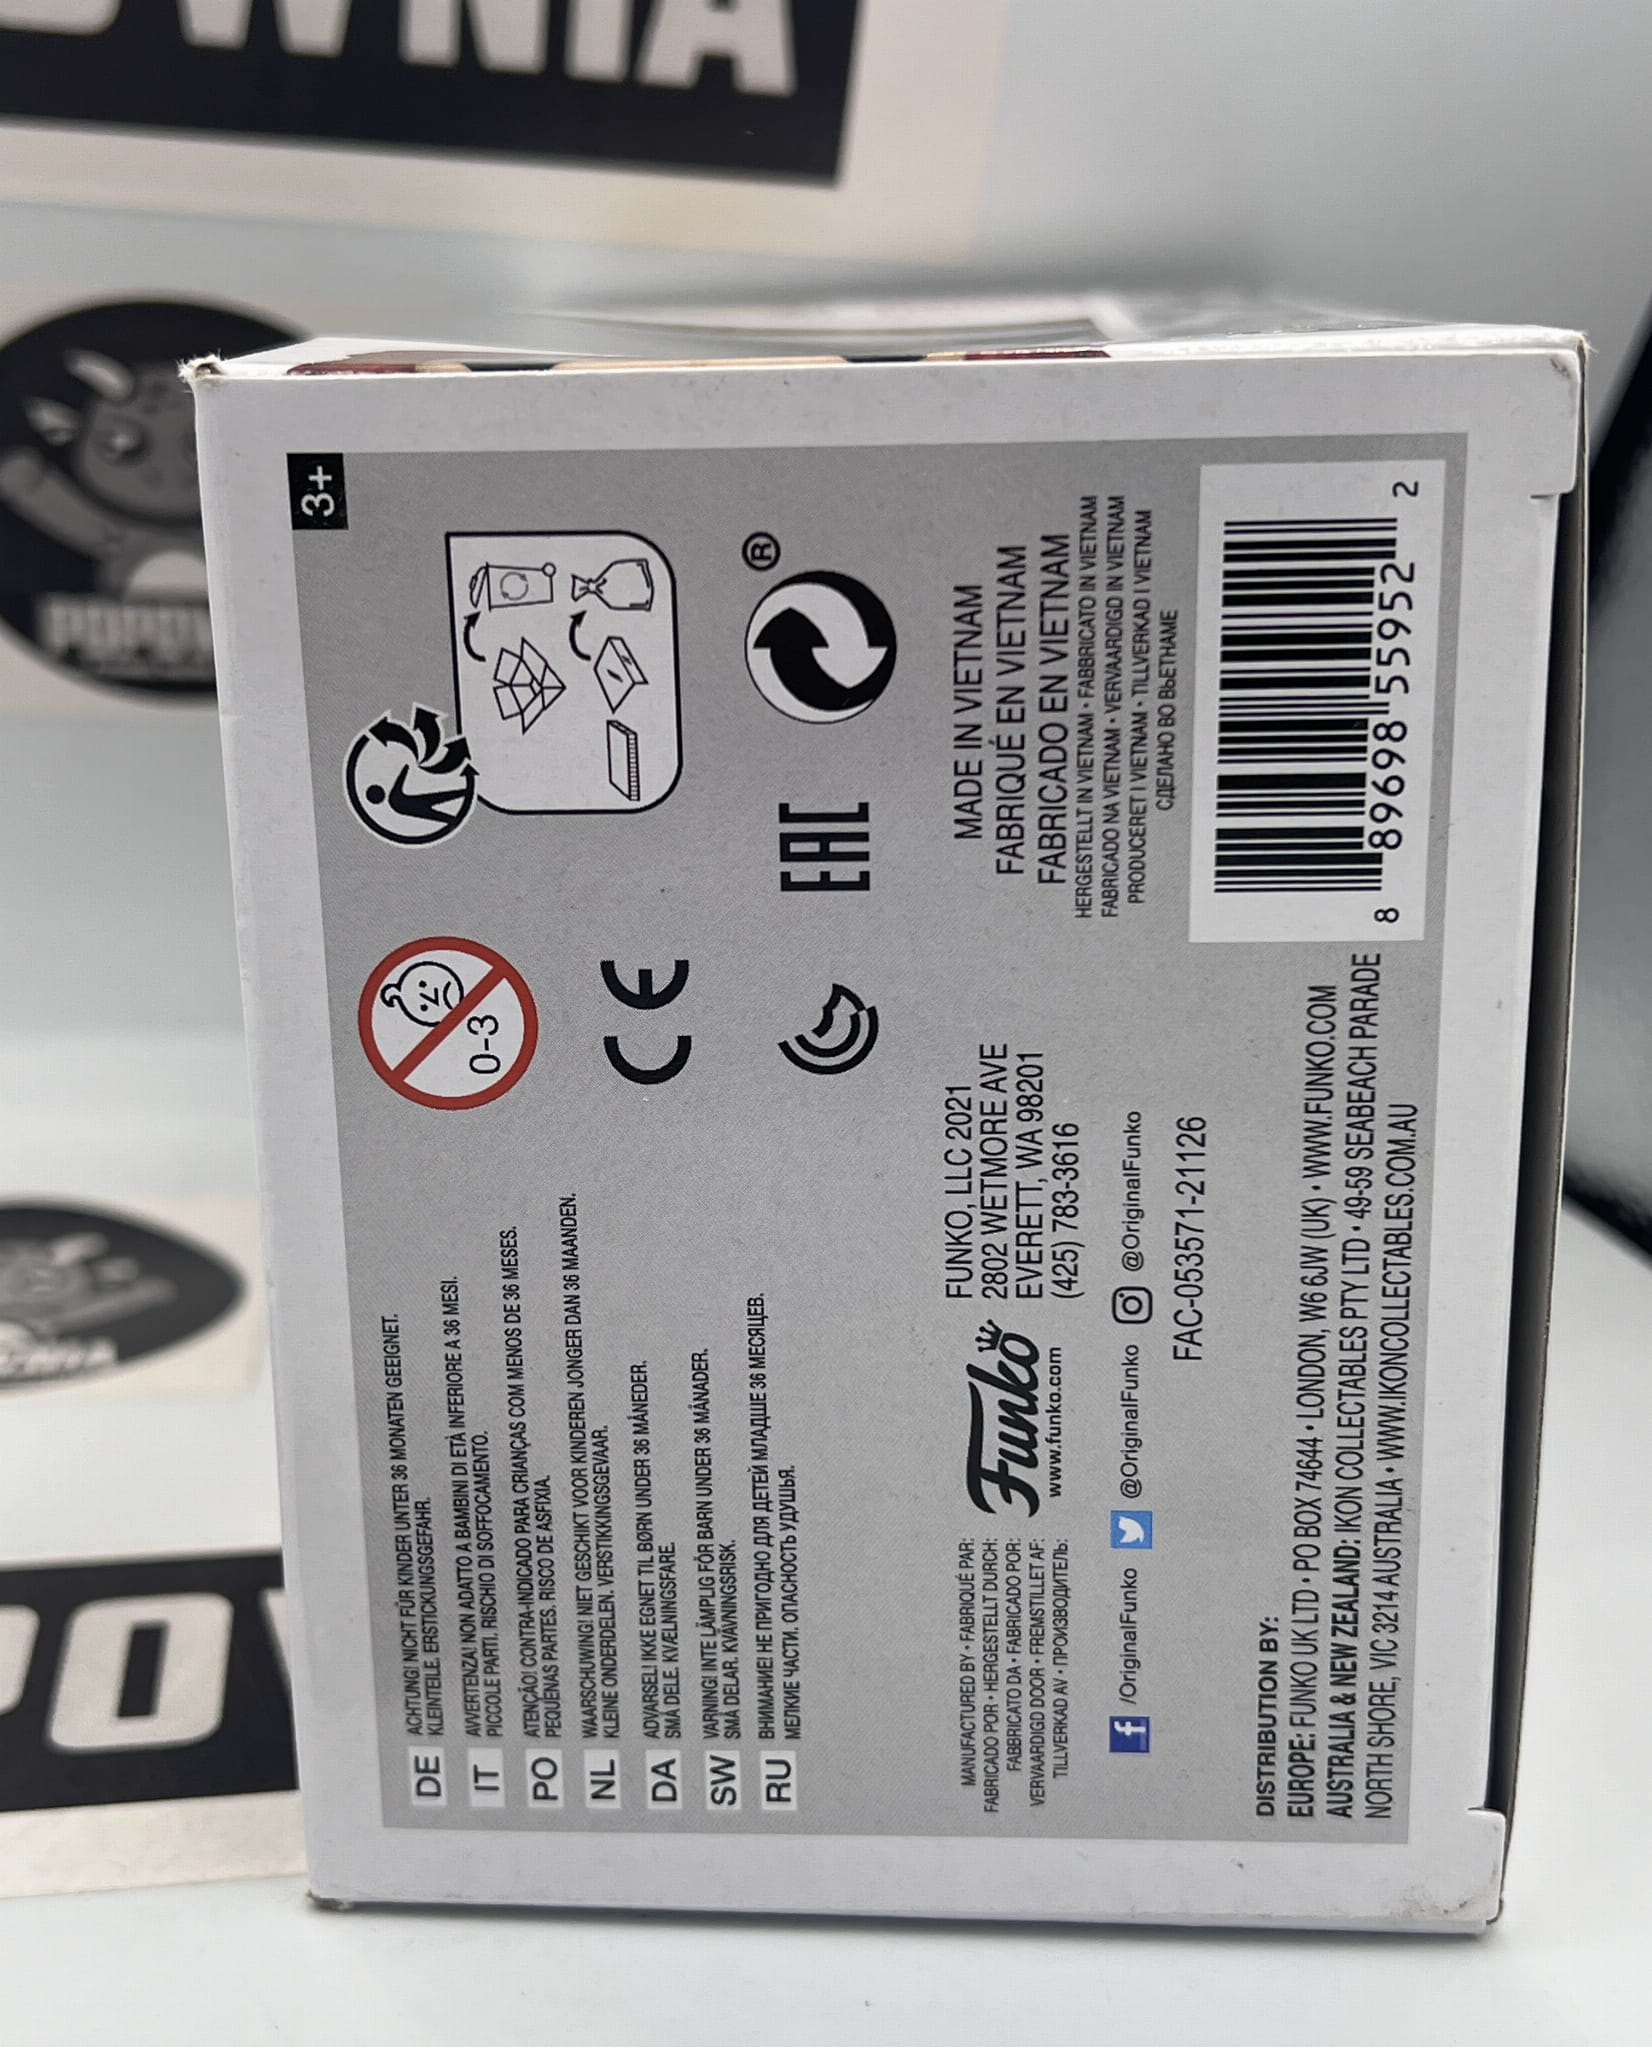 OWNIA
POPOW
POW
3+
DE
ACHTUNG! NICHT FÜR KINDER UNTER 36 MONATEN GEEIGNET.
KLEINTEILE. ERSTICKUNGSGEFAHR.
IT
AVVERTENZA! NON ADATTO A BAMBINI DI ETÀ INFERIORE A 36 MESI.
PICCOLE PARTI. RISCHIO DI SOFFOCAMENTO.
PO
ATENÇÃO! CONTRA-INDICADO PARA CRIANÇAS COM MENOS DE 36 MESES.
PEQUENAS PARTES. RISCO DE ASFIXIA.
NL
WAARSCHUWING! NIET GESCHIKT VOOR KINDEREN JONGER DAN 36 MAANDEN.
KLEINE ONDERDELEN. VERSTIKKINGSGEVAAR.
DA
ADVARSEL! IKKE EGNET TIL BØRN UNDER 36 MÅNEDER.
SMÅ DELE. KVÆLNINGSFARE.
SW
VARNING! INTE LÄMPLIG FÖR BARN UNDER 36 MÅNADER.
SMÅ DELAR. KVÄVNINGSRISK.
RU
ВНИМАНИЕ! НЕ ПРИГОДНО ДЛЯ ДЕТЕЙ МЛАДШЕ 36 МЕСЯЦЕВ.
МЕЛКИЕ ЧАСТИ. ОПАСНОСТЬ УДУШЬЯ.
0-3
CE
EAC
®
MANUFACTURED BY • FABRIQUÉ PAR:
FABRICADO POR • HERGESTELLT DURCH:
FABBRICATO DA • FABRICADO POR:
VERVAARDIGD DOOR • FREMSTILLET AF:
TILLVERKAD AV • ПРОИЗВОДИТЕЛЬ:
Funko
www.funko.com
FUNKO, LLC 2021
2802 WETMORE AVE
EVERETT, WA 98201
(425) 783-3616
f /OriginalFunko @OriginalFunko @OriginalFunko
FAC-053571-21126
MADE IN VIETNAM
FABRIQUÉ EN VIETNAM
FABRICADO EN VIETNAM
HERGESTELLT IN VIETNAM • FABBRICATO IN VIETNAM
FABRICADO NA VIETNAM • VERVAARDIGD IN VIETNAM
PRODUCERET I VIETNAM • TILLVERKAD I VIETNAM
СДЕЛАНО ВО ВЬЕТНАМЕ
DISTRIBUTION BY:
EUROPE: FUNKO UK LTD • PO BOX 74644 • LONDON, W6 6JW (UK) • WWW.FUNKO.COM
AUSTRALIA & NEW ZEALAND: IKON COLLECTABLES PTY LTD • 49-59 SEABEACH PARADE
NORTH SHORE, VIC 3214 AUSTRALIA • WWW.IKONCOLLECTABLES.COM.AU
8 89698 55952 2